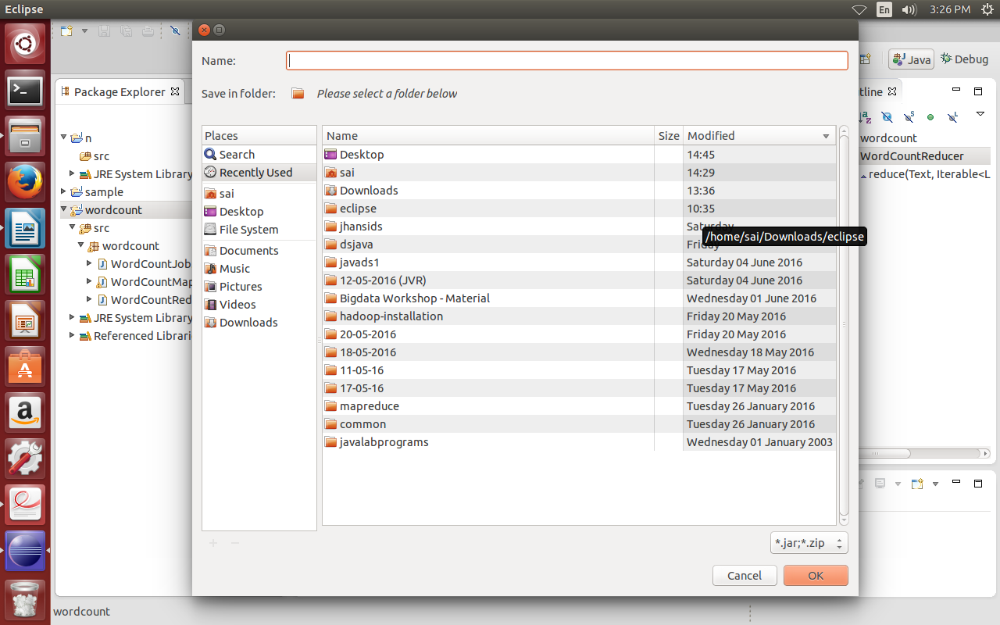 Eclipse
En
3:26 PM
Java
Debug
Package Explorer
n
src
JRE System Library
sample
wordcount
src
wordcount
WordCountJob
WordCountMap
WordCountRed
JRE System Library
Referenced Librari
Name:
Save in folder:
Please select a folder below
Places
Search
Recently Used
sai
Desktop
File System
Documents
Music
Pictures
Videos
Downloads
Name Size Modified
Desktop 14:45
sai 14:29
Downloads 13:36
eclipse 10:35
jhansids Saturday
/home/sai/Downloads/eclipse
dsjava Friday
javads1 Saturday 04 June 2016
12-05-2016 (JVR) Saturday 04 June 2016
Bigdata Workshop - Material Wednesday 01 June 2016
hadoop-installation Friday 20 May 2016
20-05-2016 Friday 20 May 2016
18-05-2016 Wednesday 18 May 2016
11-05-16 Tuesday 17 May 2016
17-05-16 Tuesday 17 May 2016
mapreduce Tuesday 26 January 2016
common Tuesday 26 January 2016
javalabprograms Wednesday 01 January 2003
*.jar;*.zip
Cancel
OK
tline
wordcount
WordCountReducer
reduce(Text, Iterable<L
wordcount